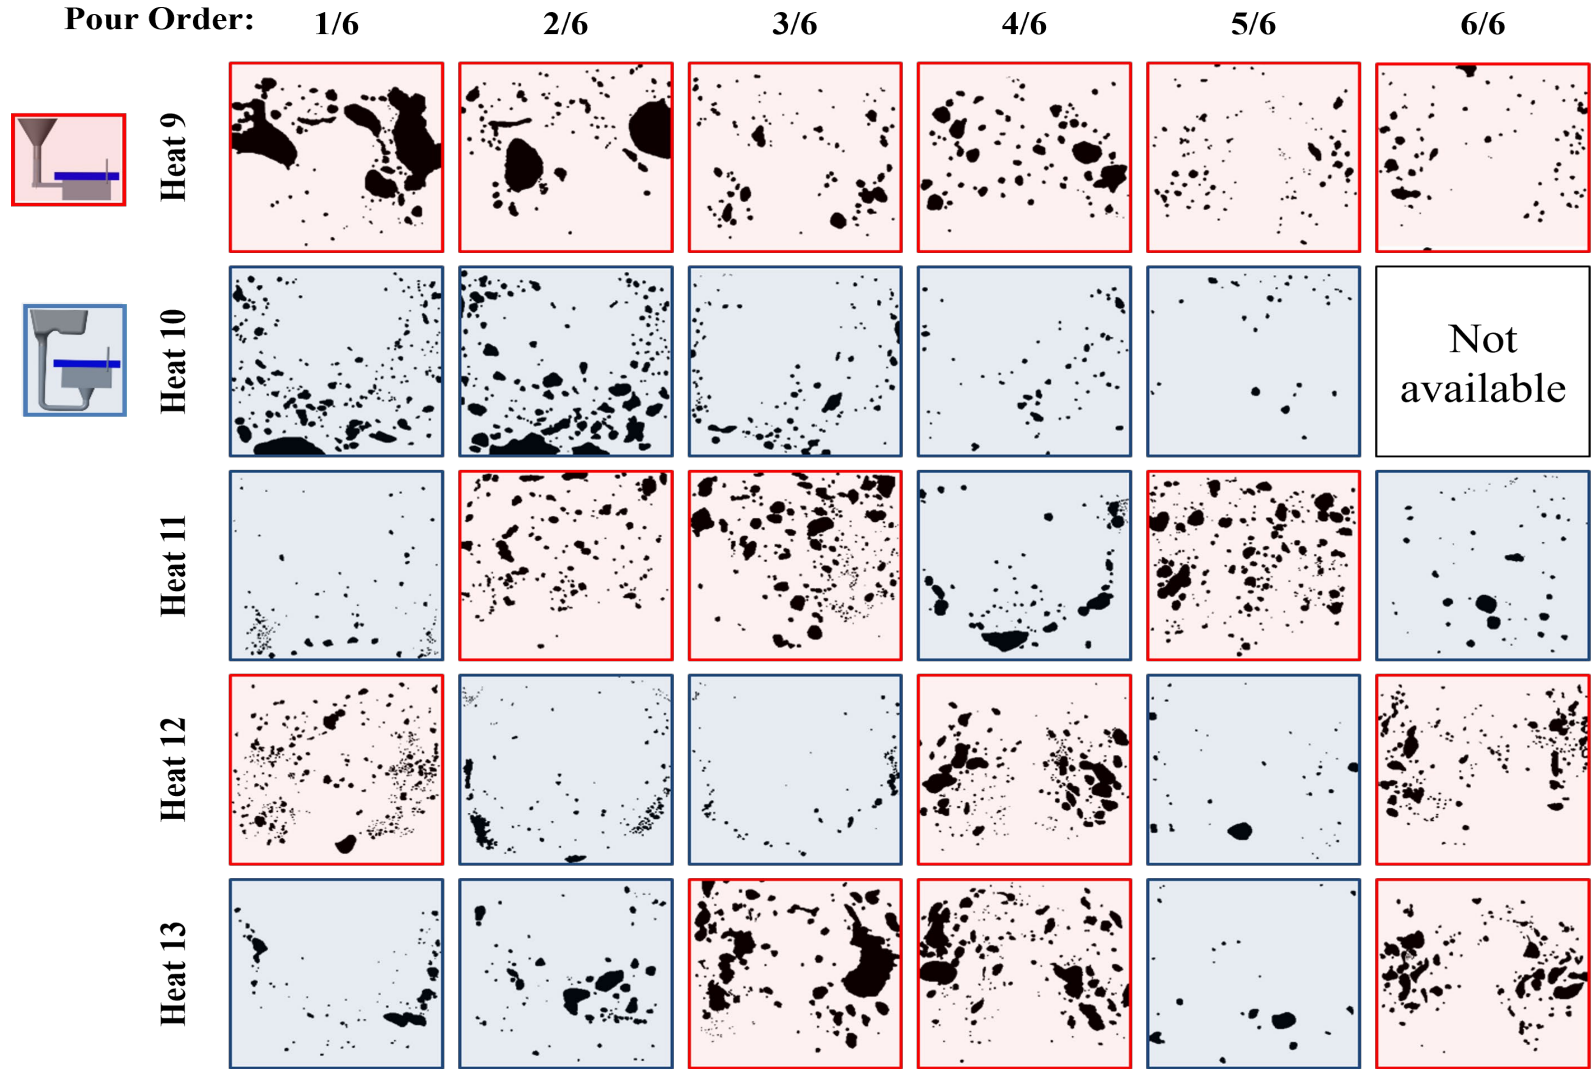 Pour Order: 1/6 2/6 3/6 4/6 5/6 6/6
Heat 9
Heat 10
Not
available
Heat 11
Heat 12
Heat 13